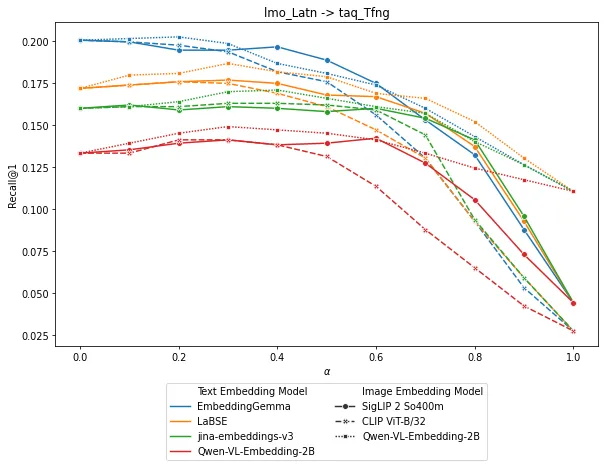 lmo_Latn -> taq_Tfng
0.200
0.175
0.150
0.125
0.100
0.075
0.050
0.025
Recall@1
0.0 0.2 0.4 0.6 0.8 1.0
α
Text Embedding Model Image Embedding Model
EmbeddingGemma SigLIP 2 So400m
LaBSE CLIP ViT-B/32
jina-embeddings-v3 Qwen-VL-Embedding-2B
Qwen-VL-Embedding-2B